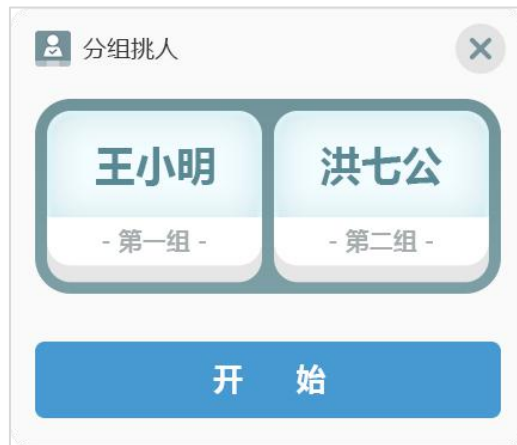 分组挑人
王小明 洪七公
- 第一组 - - 第二组 -
开 始